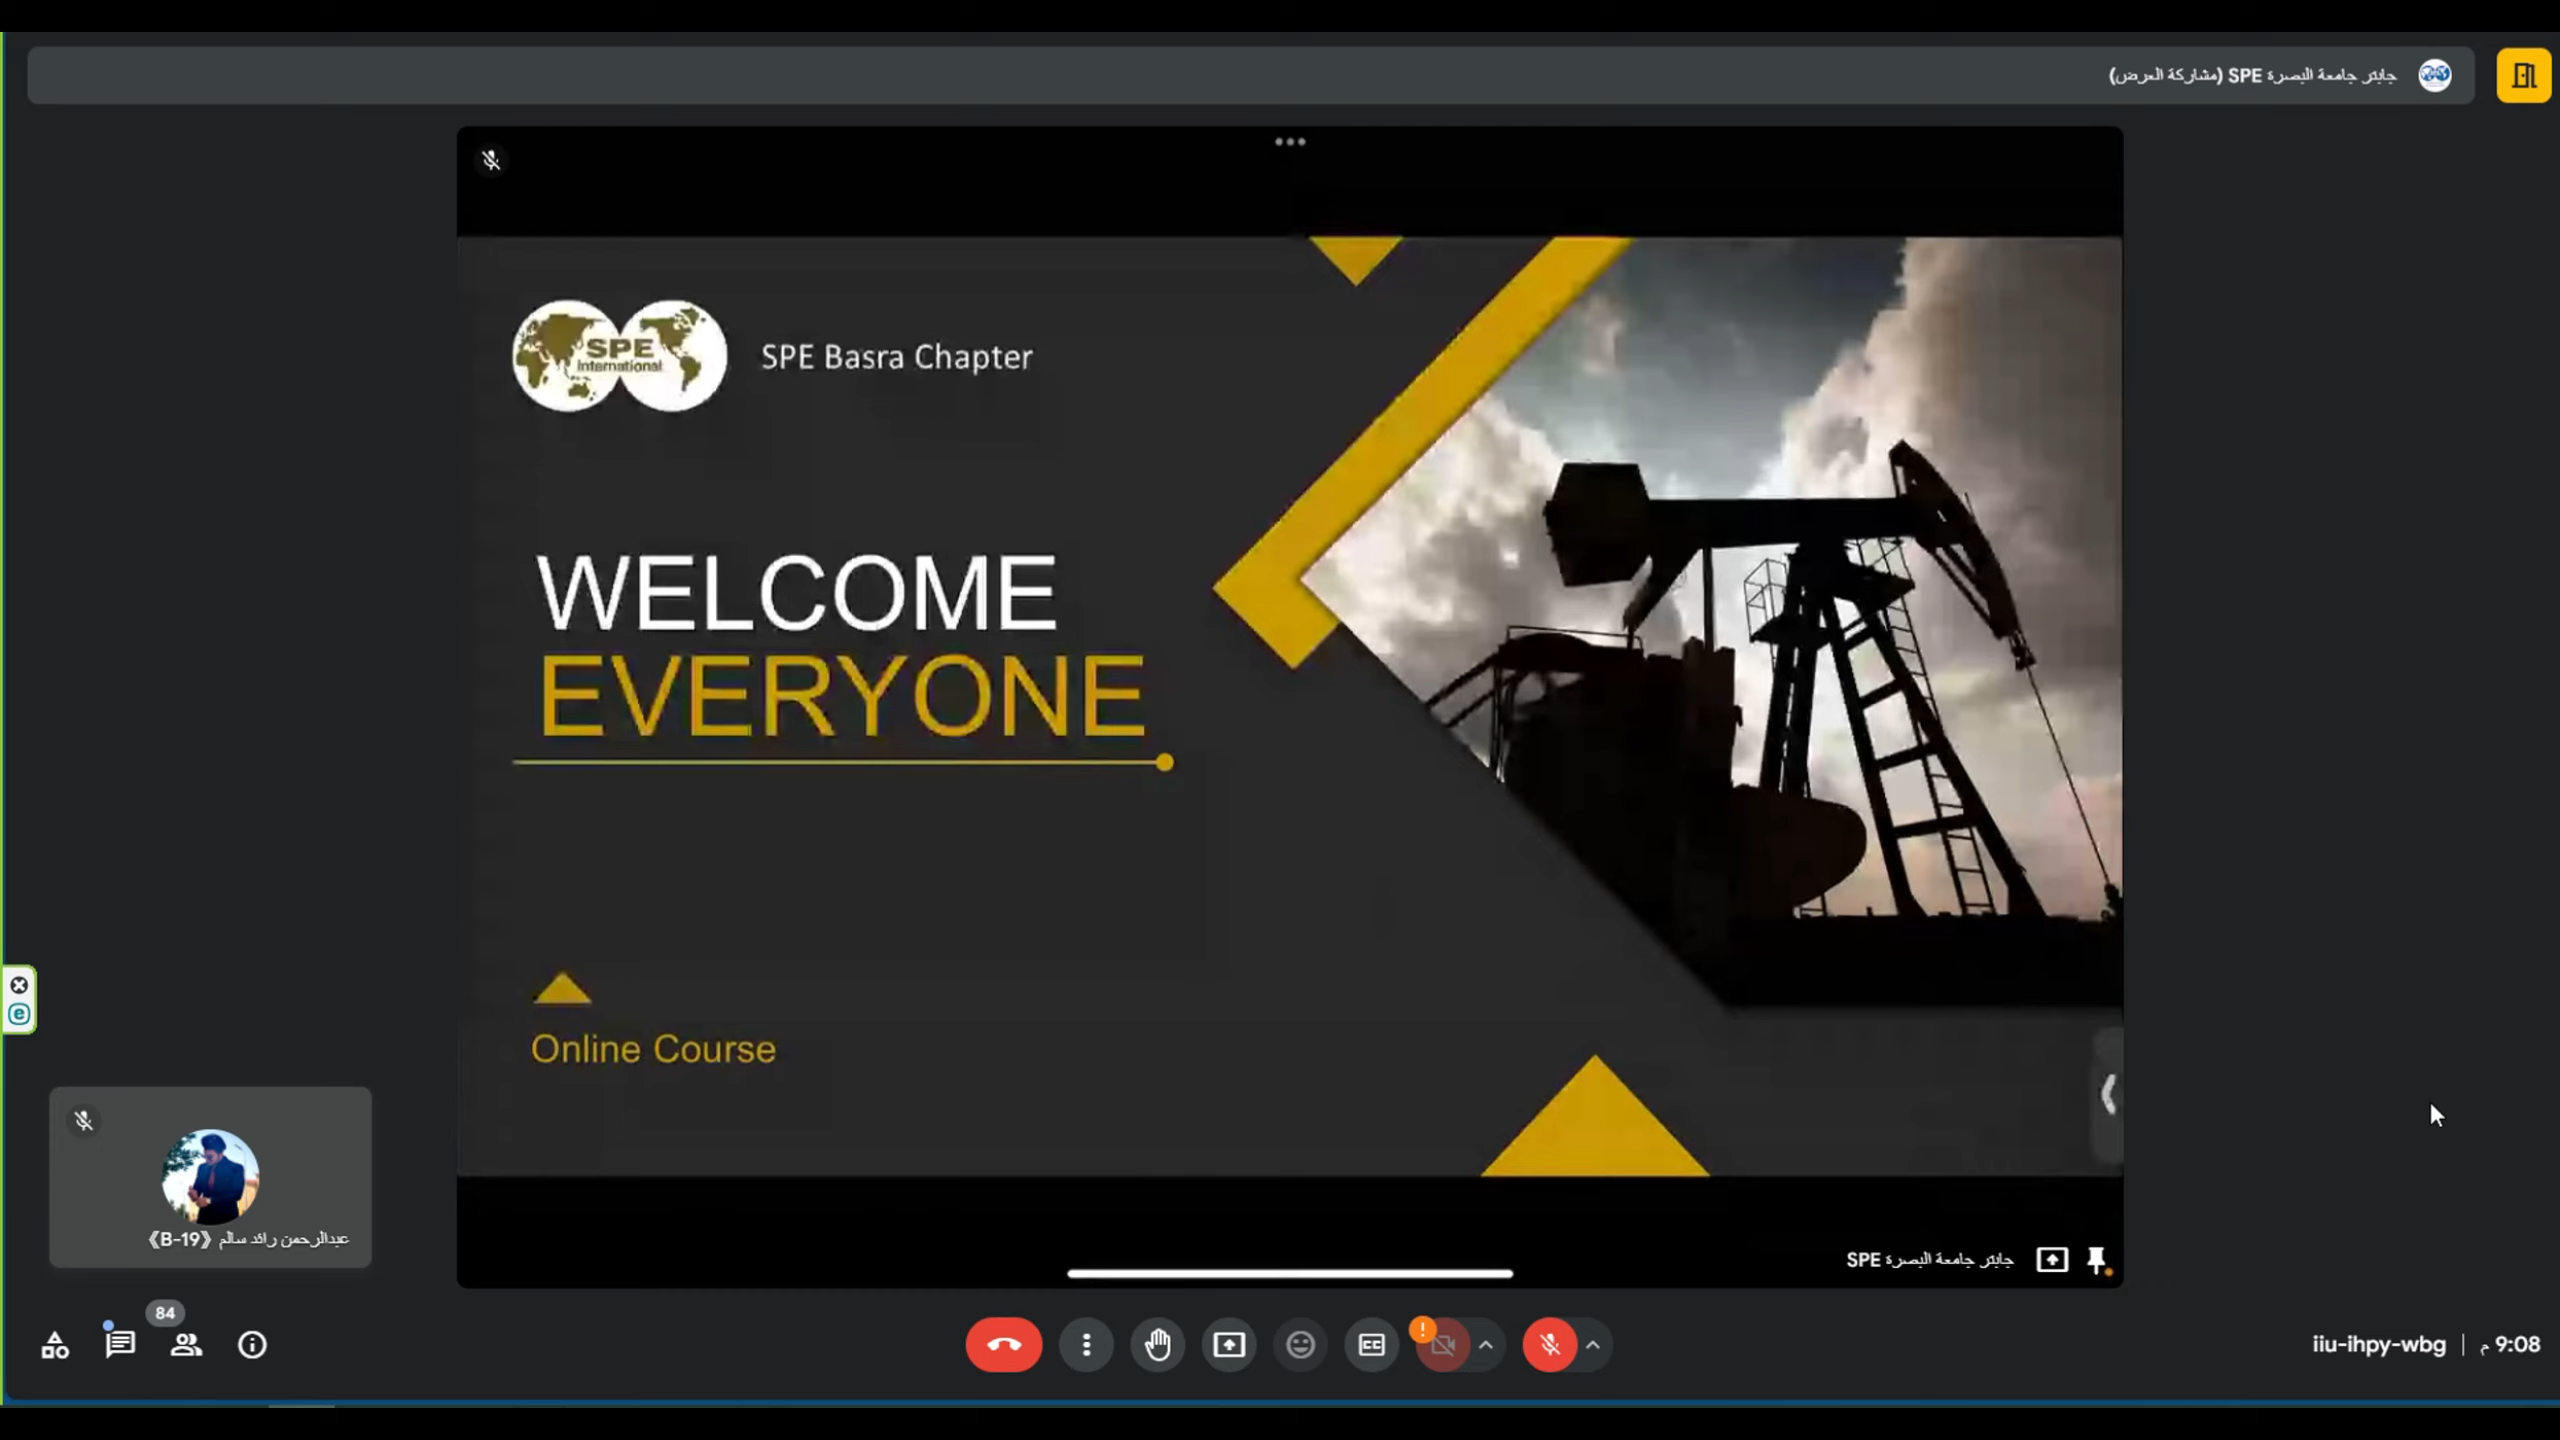 جابتر جامعة البصرة SPE (مشاركة العرض)
SPE
International
SPE Basra Chapter
WELCOME
EVERYONE
Online Course
عبدالرحمن رائد سالم 《B-19》
جابتر جامعة البصرة SPE
84
CC
iiu-ihpy-wbg | 9:08 م